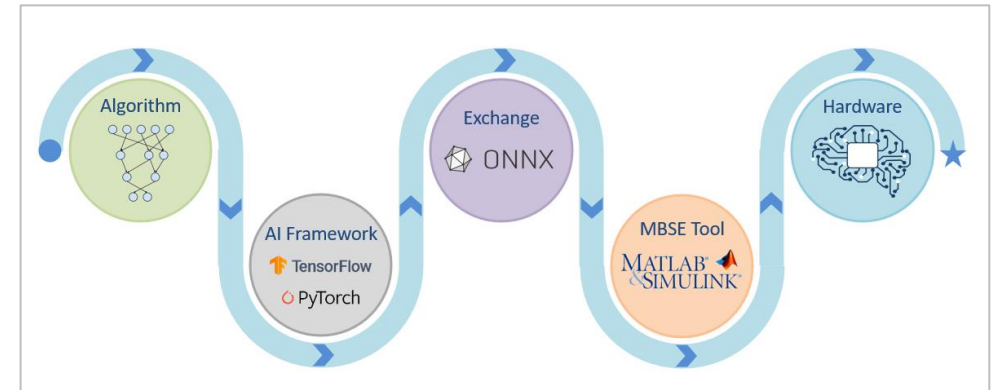 Algorithm
AI Framework
TensorFlow
PyTorch
Exchange
ONNX
MBSE Tool
MATLAB®
&SIMULINK®
Hardware